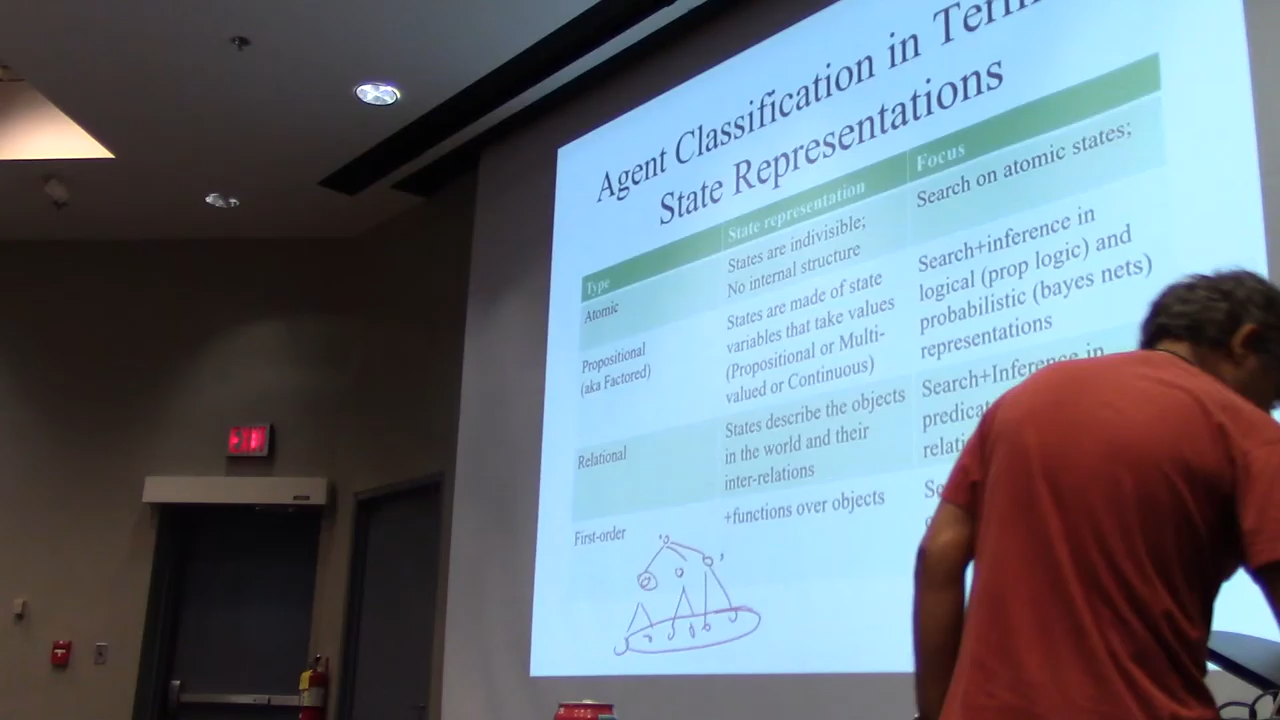 Agent Classification in
State Representations
Type
State representation
Focus
Atomic
States are indivisible;
No internal structure
Search on atomic states;
Propositional
(aka Factored)
States are made of state
variables that take values
(Propositional or Multi-
valued or Continuous)
Search+inference in
logical (prop logic) and
probabilistic (bayes nets)
representations
Relational
States describe the objects
in the world and their
inter-relations
Search+Inference in
First-order
+functions over objects